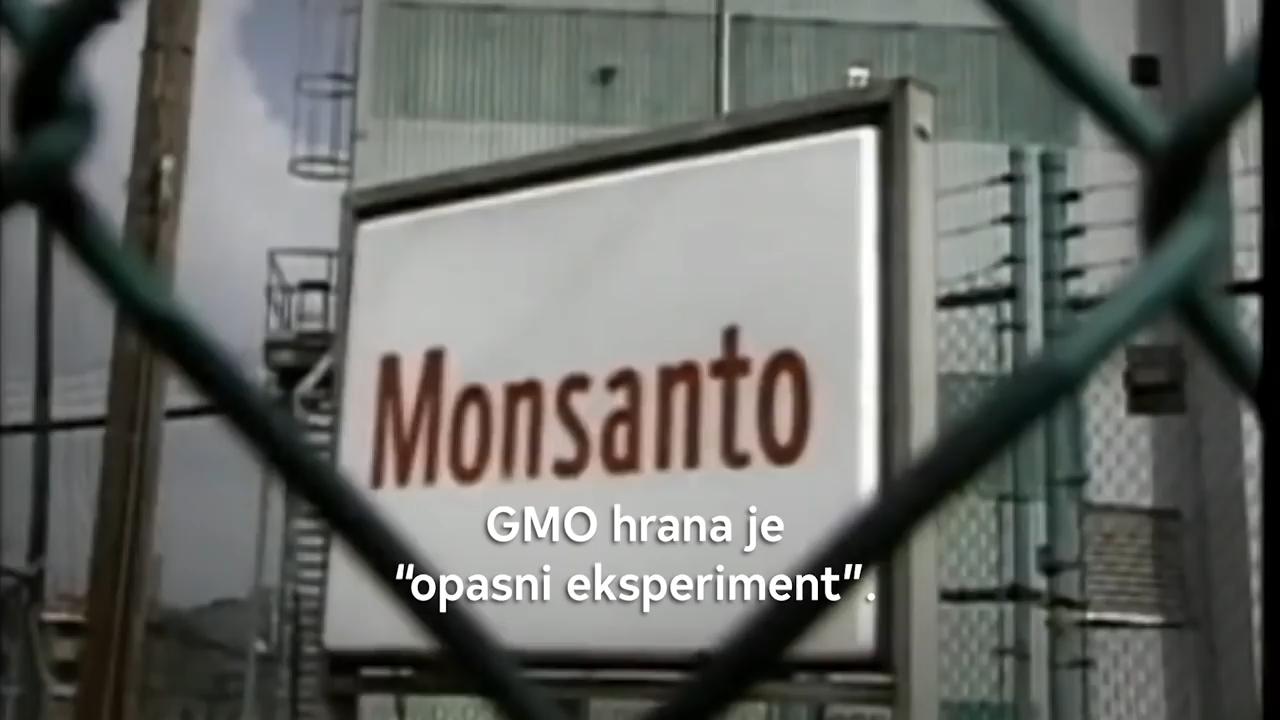 Monsanto
GMO hrana je
“opasni eksperiment”.